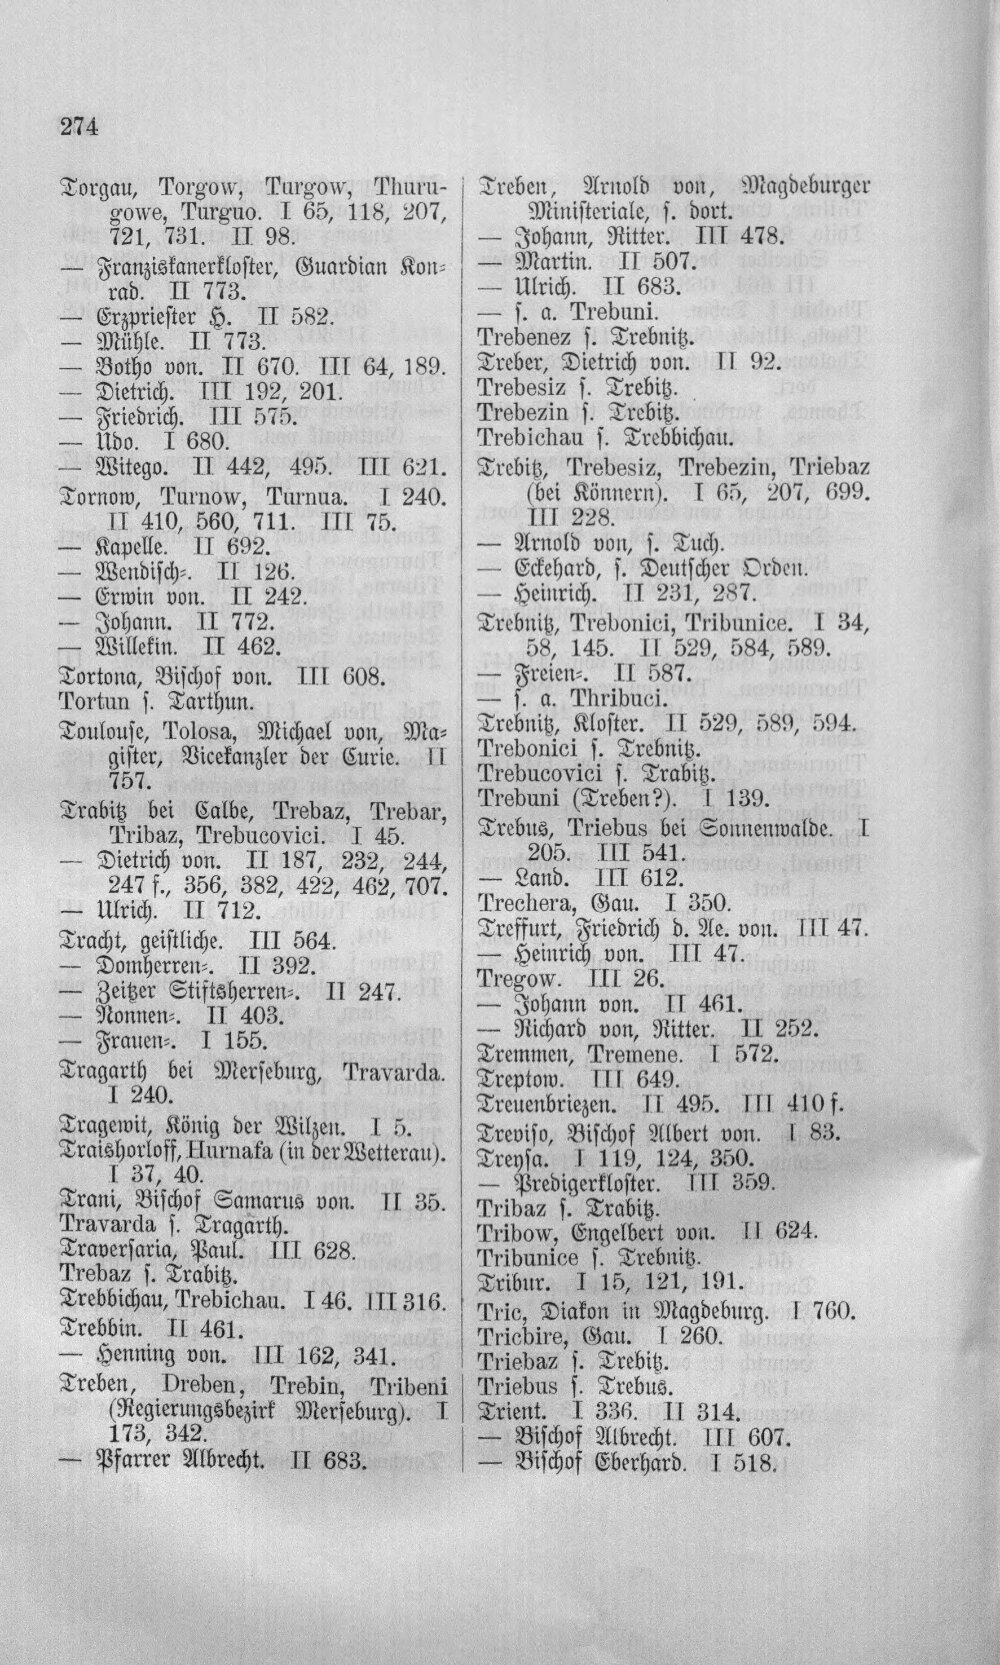 274
Torgau, Torgow, Turgow, Thuru-
gowe, Turguo. I 65, 118, 207,
721, 731. II 98.
— Franziskanerkloster, Guardian Kon-
rad. II 773.
— Erzpriester H. II 582.
— Mühle. II 773.
— Botho von. II 670. III 64, 189.
— Dietrich. III 192, 201.
— Friedrich. III 575.
— Udo. I 680.
— Witego. II 442, 495. III 621.
Tornow, Turnow, Turnua. I 240.
II 410, 560, 711. III 75.
— Kapelle. II 692.
— Wendisch-. II 126.
— Erwin von. II 242.
— Johann. II 772.
— Willekin. II 462.
Tortona, Bischof von. III 608.
Tortun s. Tarthun.
Toulouse, Tolosa, Michael von, Ma-
gister, Vicekanzler der Curie. II
757.
Trabitz bei Calbe, Trebaz, Trebar,
Tribaz, Trebucovici. I 45.
— Dietrich von. II 187, 232, 244,
247 f., 356, 382, 422, 462, 707.
— Ulrich. II 712.
Tracht, geistliche. III 564.
— Domherren-. II 392.
— Zeitzer Stiftsherren-. II 247.
— Nonnen-. II 403.
— Frauen-. I 155.
Tragarth bei Merseburg, Travarda.
I 240.
Tragewit, König der Wilzen. I 5.
Traishorloff, Hurnafa (in der Wetterau).
I 37, 40.
Trani, Bischof Samarus von. II 35.
Travarda s. Tragarth.
Traversaria, Paul. III 628.
Trebaz s. Trabitz.
Trebbichau, Trebichau. I 46. III 316.
Trebbin. II 461.
— Henning von. III 162, 341.
Treben, Dreben, Trebin, Tribeni
(Regierungsbezirk Merseburg). I
173, 342.
— Pfarrer Albrecht. II 683.
Treben, Arnold von, Magdeburger
Ministeriale, s. dort.
— Johann, Ritter. III 478.
— Martin. II 507.
— Ulrich. II 683.
— s. a. Trebuni.
Trebenez s. Trebnitz.
Treber, Dietrich von. II 92.
Trebesiz s. Trebitz.
Trebezin s. Trebitz.
Trebichau s. Trebbichau.
Trebitz, Trebesiz, Trebezin, Triebaz
(bei Könnern). I 65, 207, 699.
III 228.
— Arnold von, s. Tuch.
— Eckehard, s. Deutscher Orden.
— Heinrich. II 231, 287.
Trebnitz, Trebonici, Tribunice. I 34,
58, 145. II 529, 584, 589.
— Freien-. II 587.
— s. a. Thribuci.
Trebnitz, Kloster. II 529, 589, 594.
Trebonici s. Trebnitz.
Trebucovici s. Trabitz.
Trebuni (Treben?). I 139.
Trebus, Triebus bei Sonnenwalde. I
205. III 541.
— Land. III 612.
Trechera, Gau. I 350.
Treffurt, Friedrich d. Ae. von. III 47.
— Heinrich von. III 47.
Tregow. III 26.
— Johann von. II 461.
— Richard von, Ritter. II 252.
Tremmen, Tremene. I 572.
Treptow. III 649.
Treuenbriezen. II 495. III 410 f.
Treviso, Bischof Albert von. I 83.
Treysa. I 119, 124, 350.
— Predigerkloster. III 359.
Tribaz s. Trabitz.
Tribow, Engelbert von. II 624.
Tribunice s. Trebnitz.
Tribur. I 15, 121, 191.
Tric, Diakon in Magdeburg. I 760.
Tricbire, Gau. I 260.
Triebaz s. Trebitz.
Triebus s. Trebus.
Trient. I 336. II 314.
— Bischof Albrecht. III 607.
— Bischof Eberhard. I 518.